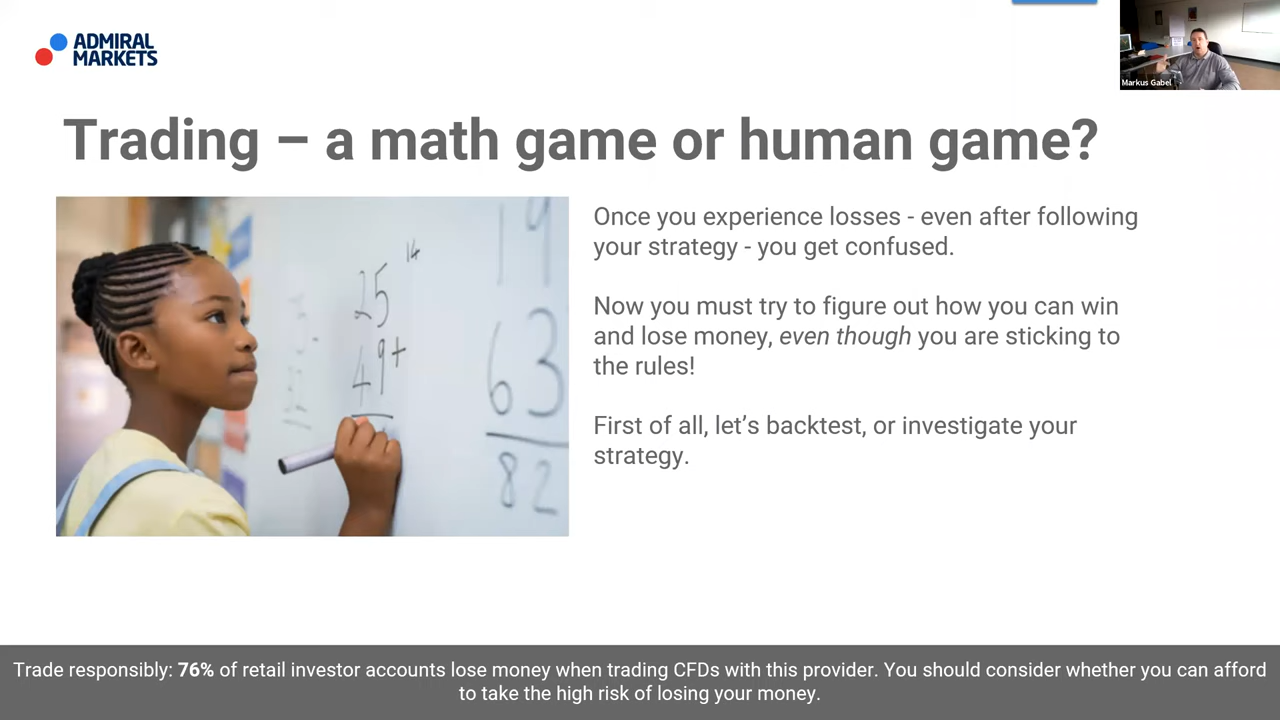 ADMIRAL
MARKETS
Markus Gabel
Trading – a math game or human game?
14
25
49+
19
63
82
Once you experience losses - even after following
your strategy - you get confused.
Now you must try to figure out how you can win
and lose money, even though you are sticking to
the rules!
First of all, let’s backtest, or investigate your
strategy.
Trade responsibly: 76% of retail investor accounts lose money when trading CFDs with this provider. You should consider whether you can afford
to take the high risk of losing your money.